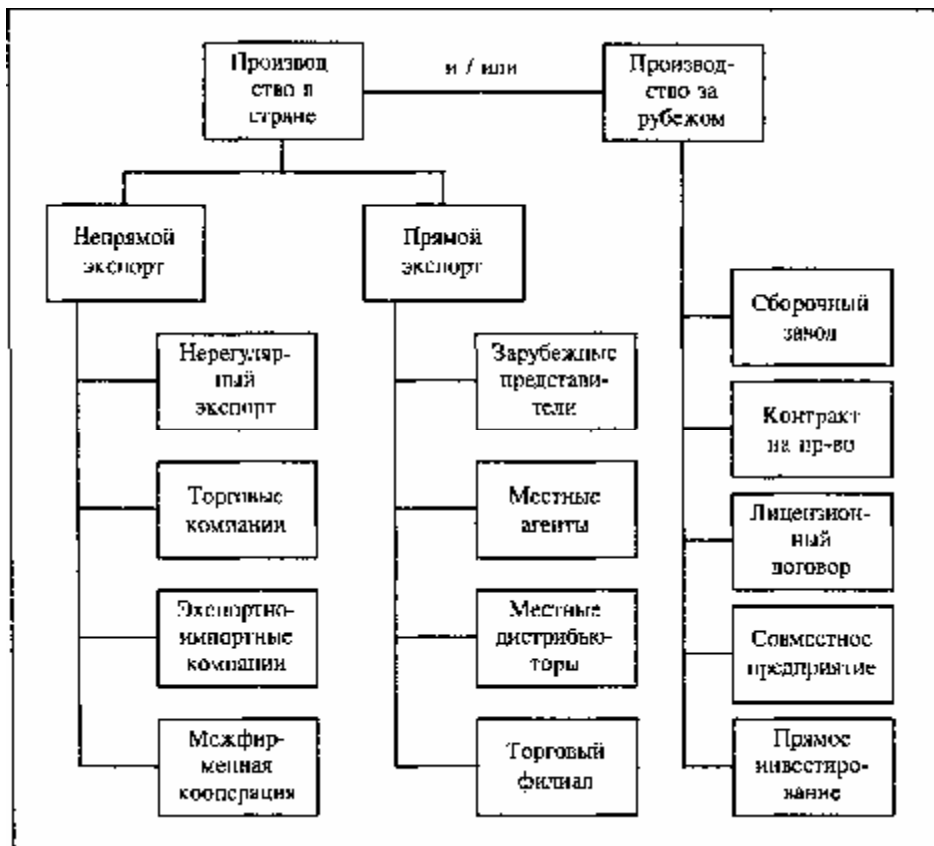 Производ
ство в
стране
и / или
Производ-
ство за
рубежом
Непрямой
экспорт
Прямой
экспорт
Нерегуляр-
ный
экспорт
Торговые
компании
Экспортно-
импортные
компании
Межфир-
менная
кооперация
Зарубежные
представи-
тели
Местные
агенты
Местные
дистрибью-
торы
Торговый
филиал
Сборочный
завод
Контракт
на пр-во
Лицензион-
ный
договор
Совместное
предприятие
Прямое
инвестиро-
вание